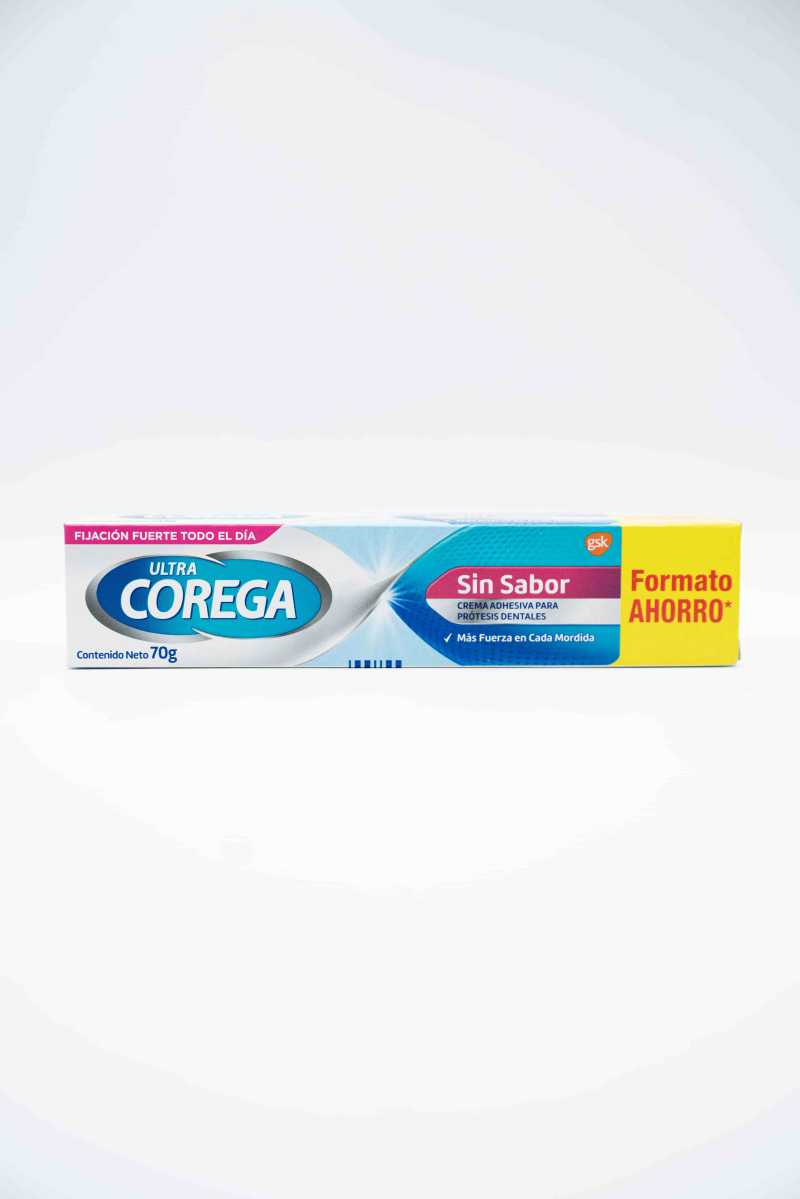 FIJACIÓN FUERTE TODO EL DÍA
ULTRA
COREGA
Contenido Neto 70g
gsk
Sin Sabor
CREMA ADHESIVA PARA
PRÓTESIS DENTALES
✓ Más Fuerza en Cada Mordida
Formato
AHORRO*